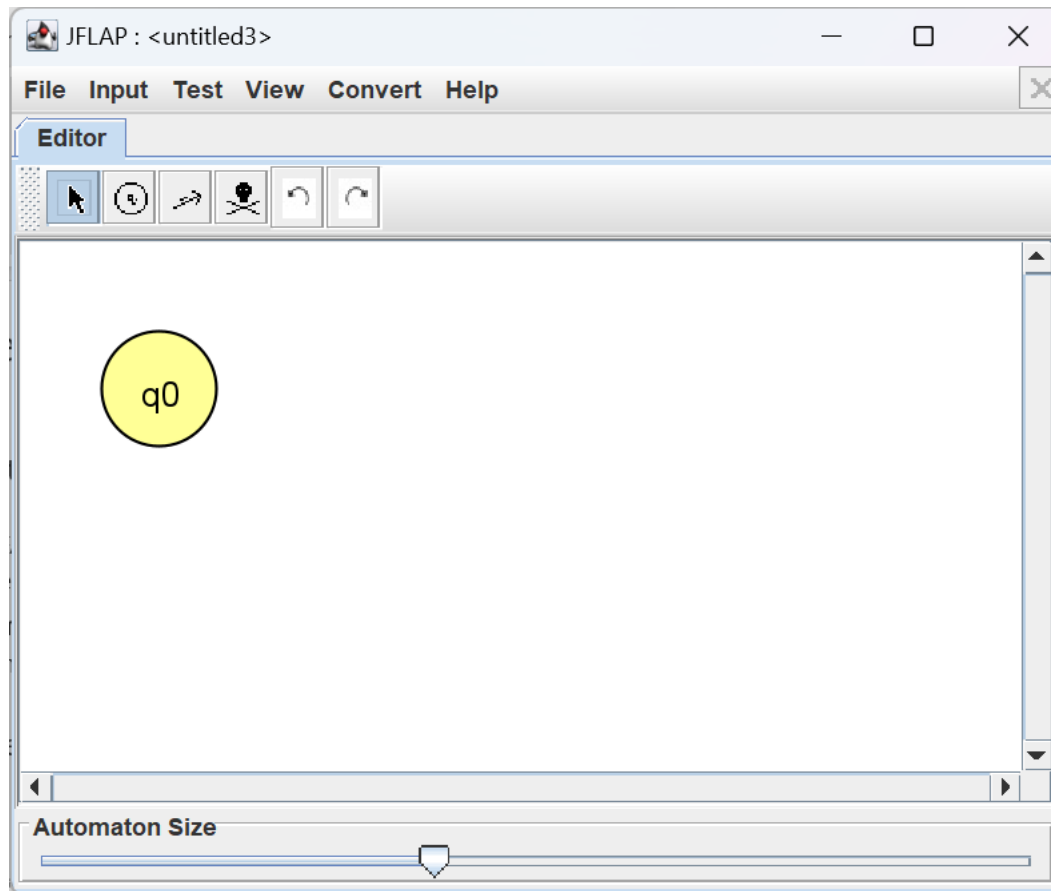 JFLAP : <untitled3>
File Input Test View Convert Help
Editor
q0
Automaton Size